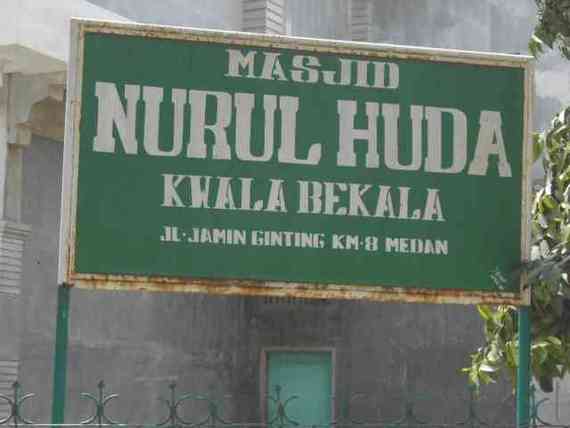 MASJID
NURUL HUDA
KWALA BEKALA
JL·JAMIN GINTING KM·8 MEDAN